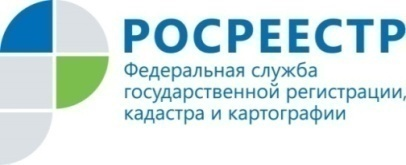 РОСРЕЕСТР
Федеральная служба
государственной регистрации,
кадастра и картографии